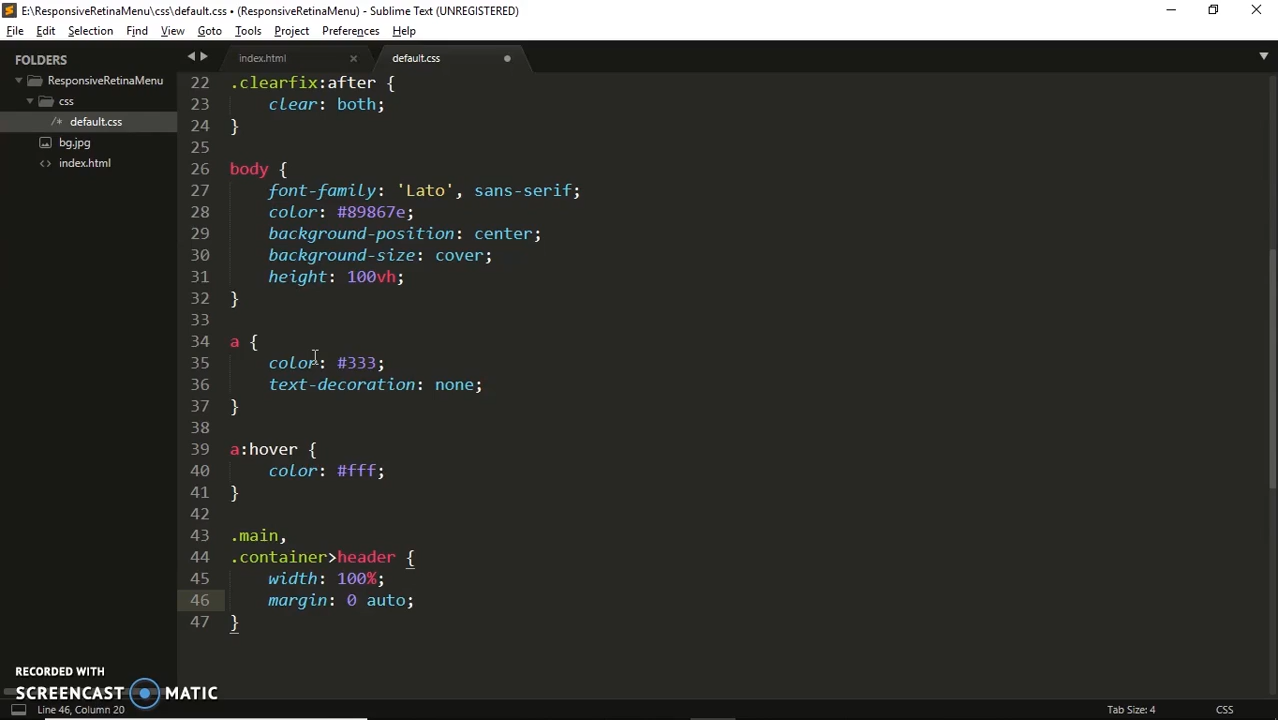 E:\ResponsiveRetinaMenu\css\default.css • (ResponsiveRetinaMenu) - Sublime Text (UNREGISTERED)
File Edit Selection Find View Goto Tools Project Preferences Help
FOLDERS
ResponsiveRetinaMenu
css
/* default.css
bg.jpg
<> index.html
index.html × default.css •
22 .clearfix:after {
23     clear: both;
24 }
25
26 body {
27     font-family: 'Lato', sans-serif;
28     color: #89867e;
29     background-position: center;
30     background-size: cover;
31     height: 100vh;
32 }
33
34 a {
35     color: #333;
36     text-decoration: none;
37 }
38
39 a:hover {
40     color: #fff;
41 }
42
43 .main,
44 .container>header {
45     width: 100%;
46     margin: 0 auto;
47 }
RECORDED WITH
SCREENCAST MATIC
Line 46, Column 20 Tab Size: 4 CSS